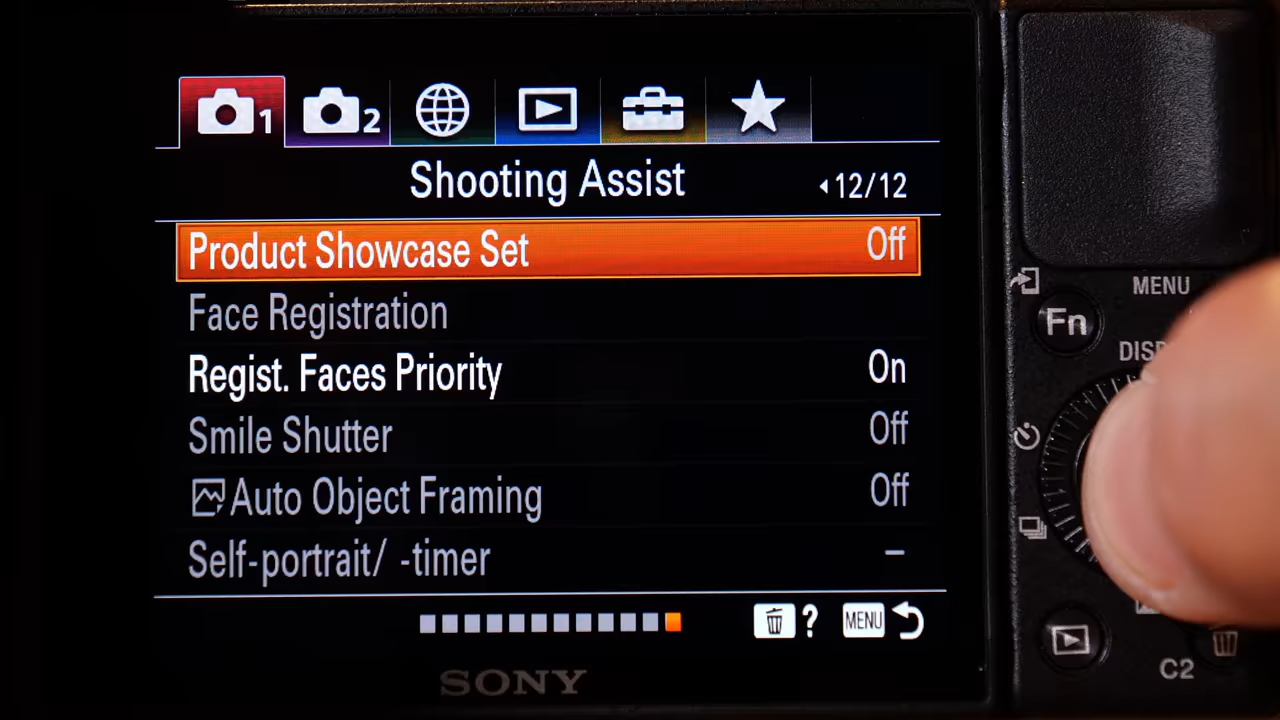 1 2
Shooting Assist 12/12
Product Showcase Set Off
Face Registration
Regist. Faces Priority On
Smile Shutter Off
Auto Object Framing Off
Self-portrait/ -timer –
? MENU
SONY
MENU
Fn
C2